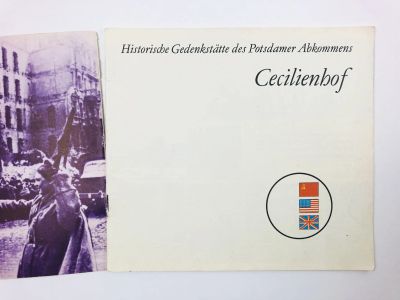 Historische Gedenkstätte des Potsdamer Abkommens
Cecilienhof